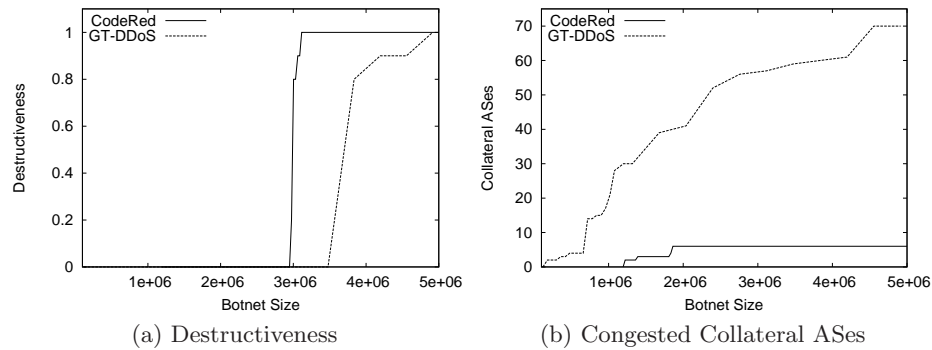 CodeRed
GT-DDoS
1
0.8
0.6
0.4
0.2
0
Destructiveness
1e+06 2e+06 3e+06 4e+06 5e+06
Botnet Size
(a) Destructiveness
CodeRed
GT-DDoS
70
60
50
40
30
20
10
0
Collateral ASes
1e+06 2e+06 3e+06 4e+06 5e+06
Botnet Size
(b) Congested Collateral ASes